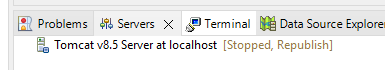 Problems Servers Terminal Data Source Explorer
Tomcat v8.5 Server at localhost [Stopped, Republish]